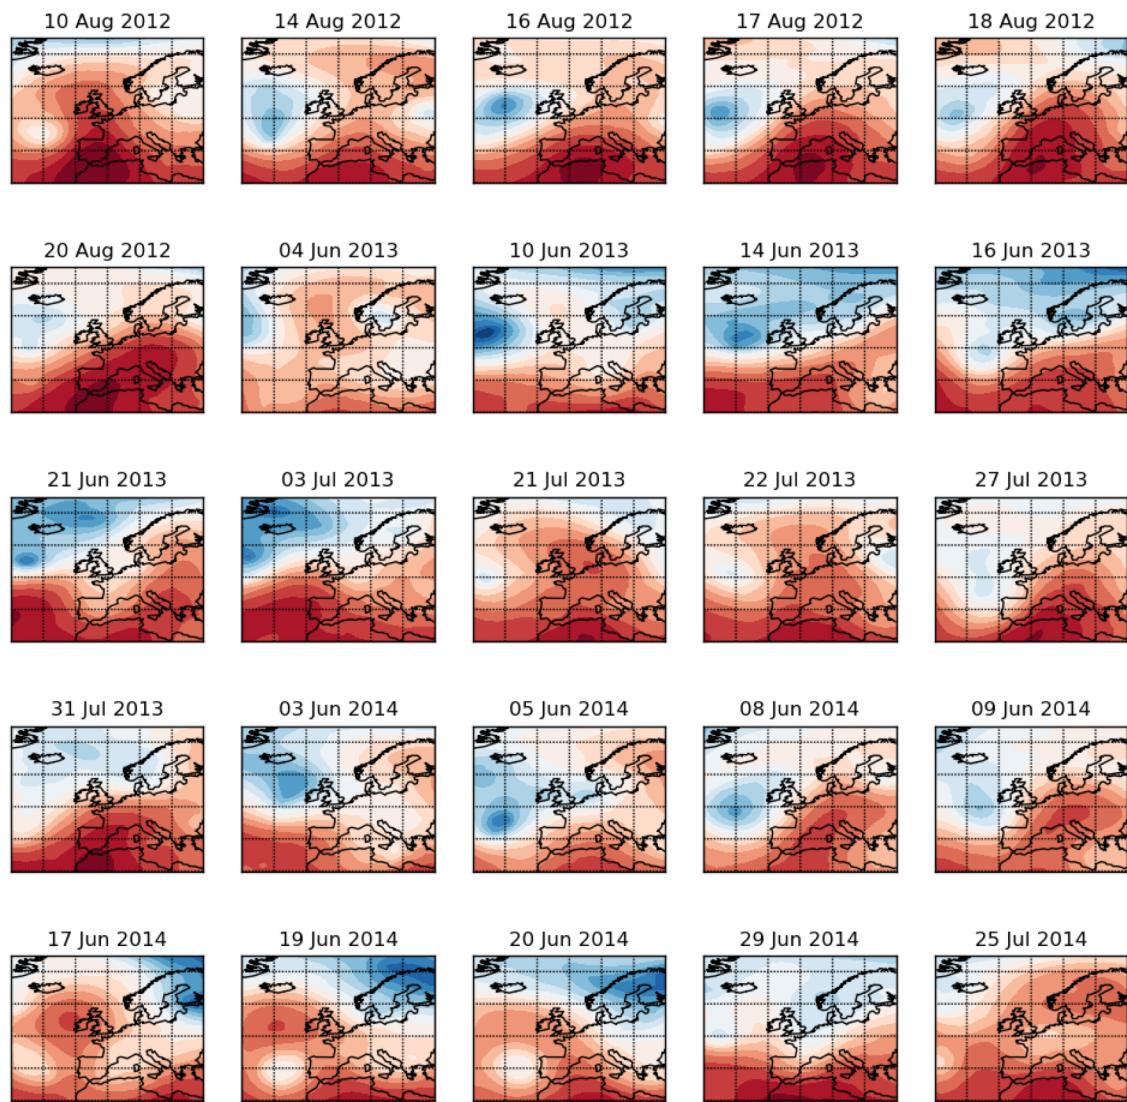 10 Aug 2012 14 Aug 2012 16 Aug 2012 17 Aug 2012 18 Aug 2012
20 Aug 2012 04 Jun 2013 10 Jun 2013 14 Jun 2013 16 Jun 2013
21 Jun 2013 03 Jul 2013 21 Jul 2013 22 Jul 2013 27 Jul 2013
31 Jul 2013 03 Jun 2014 05 Jun 2014 08 Jun 2014 09 Jun 2014
17 Jun 2014 19 Jun 2014 20 Jun 2014 29 Jun 2014 25 Jul 2014